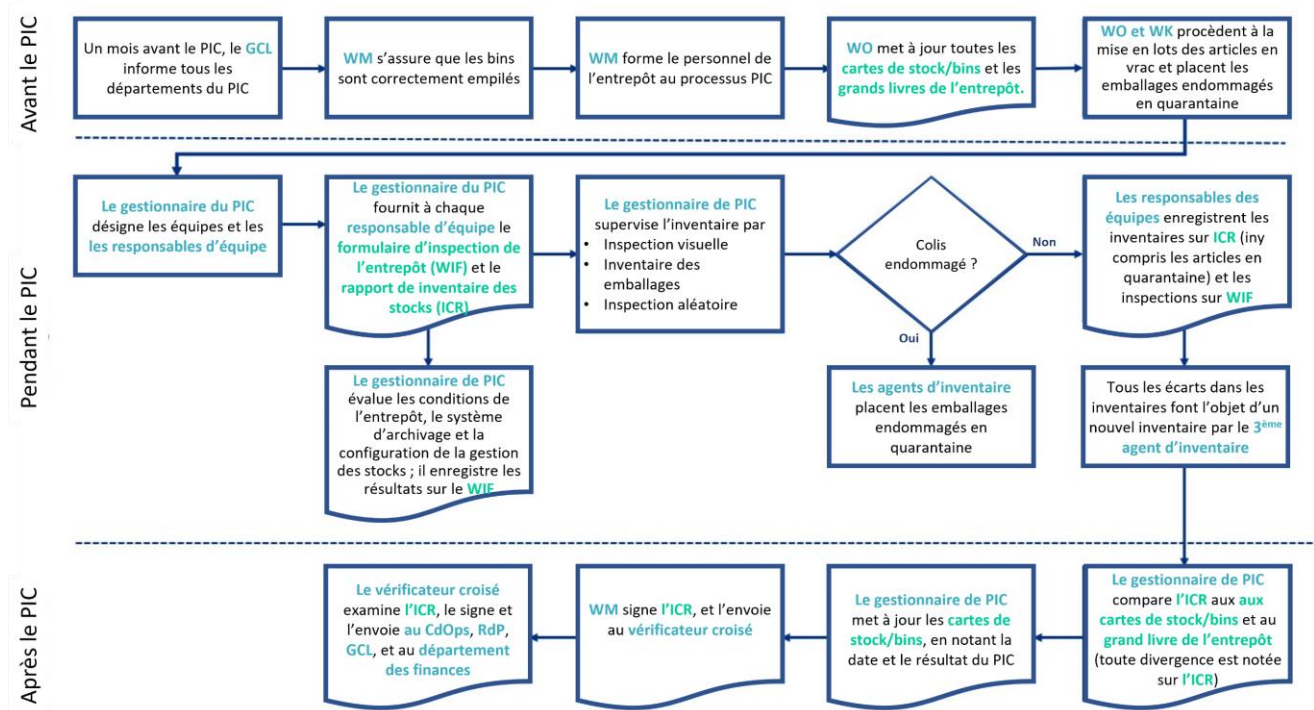 Avant le PIC
Un mois avant le PIC, le GCL
informe tous les
départements du PIC
WM s’assure que les bins
sont correctement empilés
WM forme le personnel de
l’entrepôt au processus PIC
WO met à jour toutes les
cartes de stock/bins et les
grands livres de l’entrepôt.
WO et WK procèdent à la
mise en lots des articles en
vrac et placent les
emballages endommagés
en quarantaine
Pendant le PIC
Le gestionnaire du PIC
désigne les équipes et les
les responsables d’équipe
Le gestionnaire du PIC
fournit à chaque
responsable d’équipe le
formulaire d’inspection de
l’entrepôt (WIF) et le
rapport de inventaire des
stocks (ICR)
Le gestionnaire de PIC
supervise l’inventaire par
• Inspection visuelle
• Inventaire des
emballages
• Inspection aléatoire
Colis
endommagé ?
Non
Oui
Les responsables des
équipes enregistrent les
inventaires sur ICR (iny
compris les articles en
quarantaine) et les
inspections sur WIF
Le gestionnaire de PIC
évalue les conditions de
l’entrepôt, le système
d’archivage et la
configuration de la gestion
des stocks ; il enregistre les
résultats sur le WIF
Les agents d’inventaire
placent les emballages
endommagés en
quarantaine
Tous les écarts dans les
inventaires font l’objet d’un
nouvel inventaire par le 3ème
agent d’inventaire
Après le PIC
Le vérificateur croisé
examine l’ICR, le signe et
l’envoie au CdOps, RdP,
GCL, et au département
des finances
WM signe l’ICR, et l’envoie
au vérificateur croisé
Le gestionnaire de PIC
met à jour les cartes de
stock/bins, en notant la
date et le résultat du PIC
Le gestionnaire de PIC
compare l’ICR aux aux
cartes de stock/bins et au
grand livre de l’entrepôt
(toute divergence est notée
sur l’ICR)